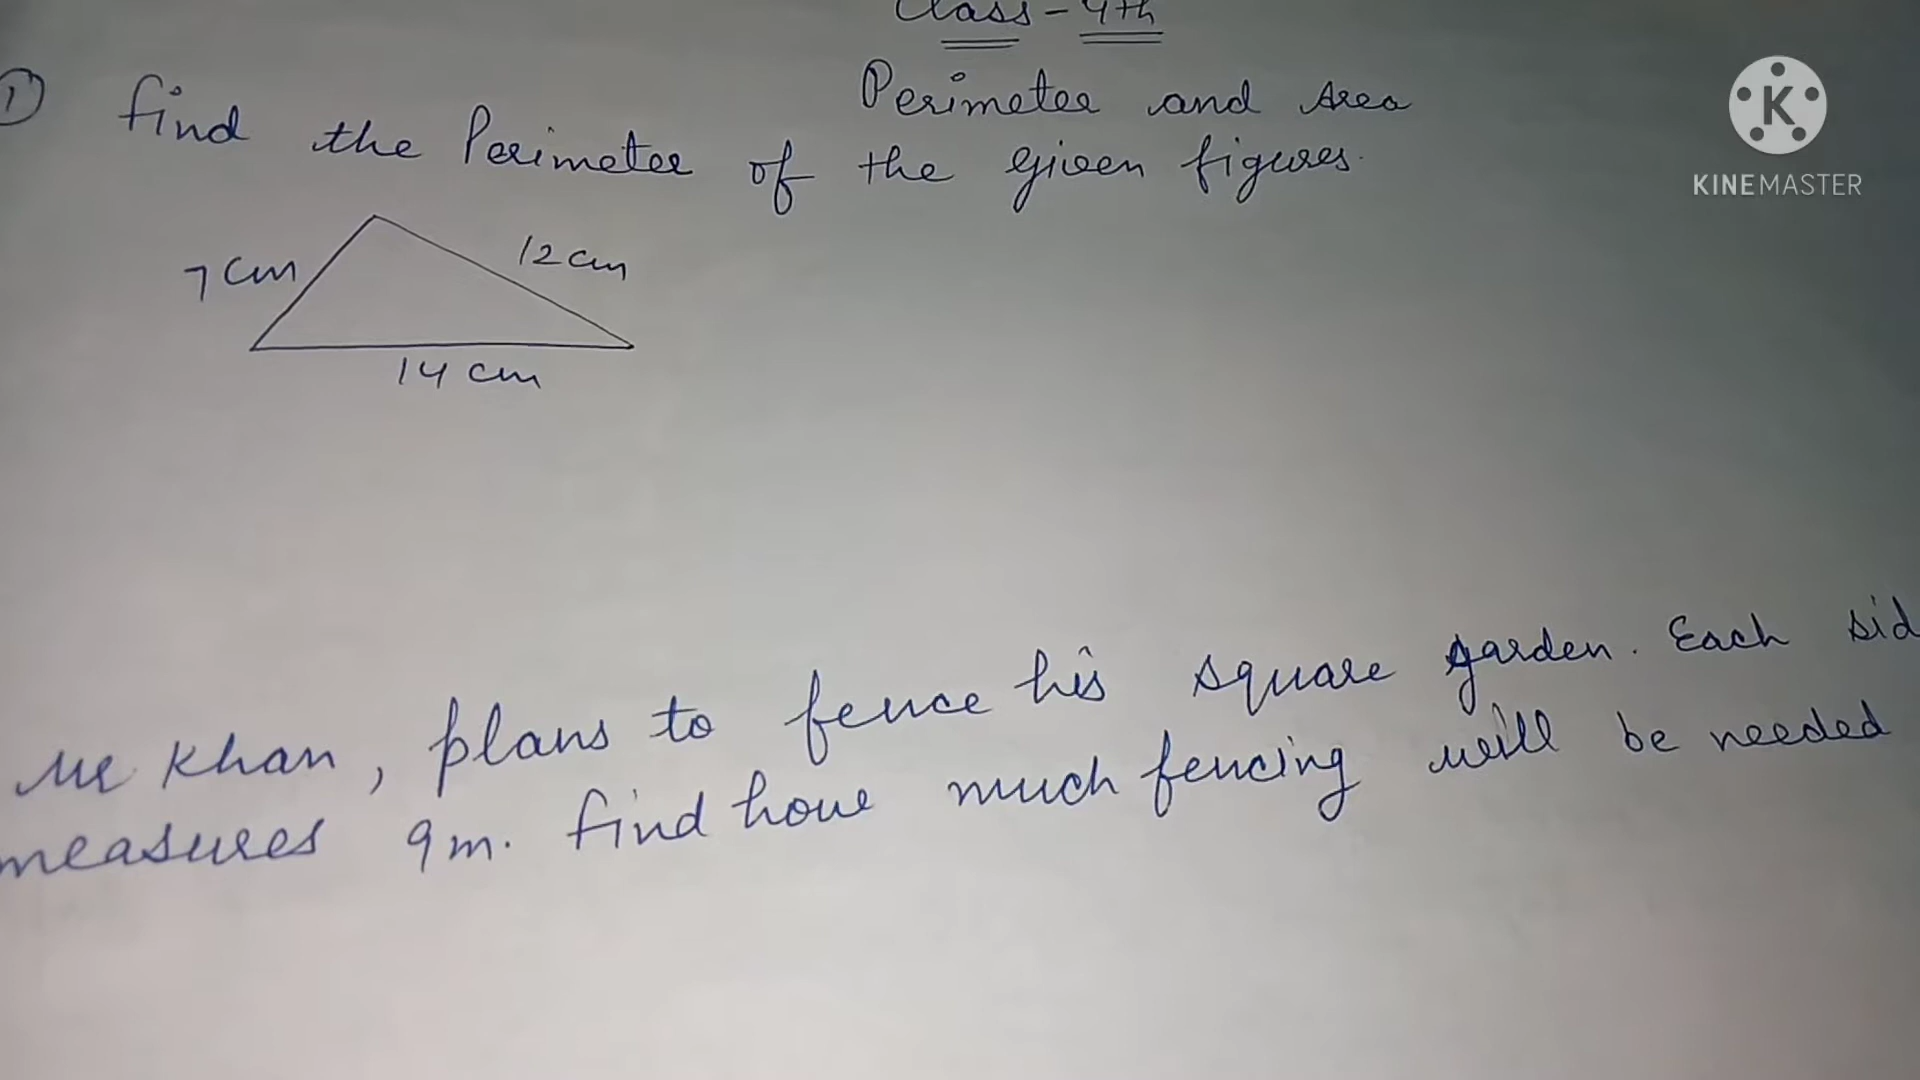 Class - 4th
Perimeter and Area
1) find the Perimeter of the given figures.
7 cm
12 cm
14 cm
Mr Khan, plans to fence his square garden. Each sid
measures 9 m. find how much fencing will be needed
K
KINEMASTER